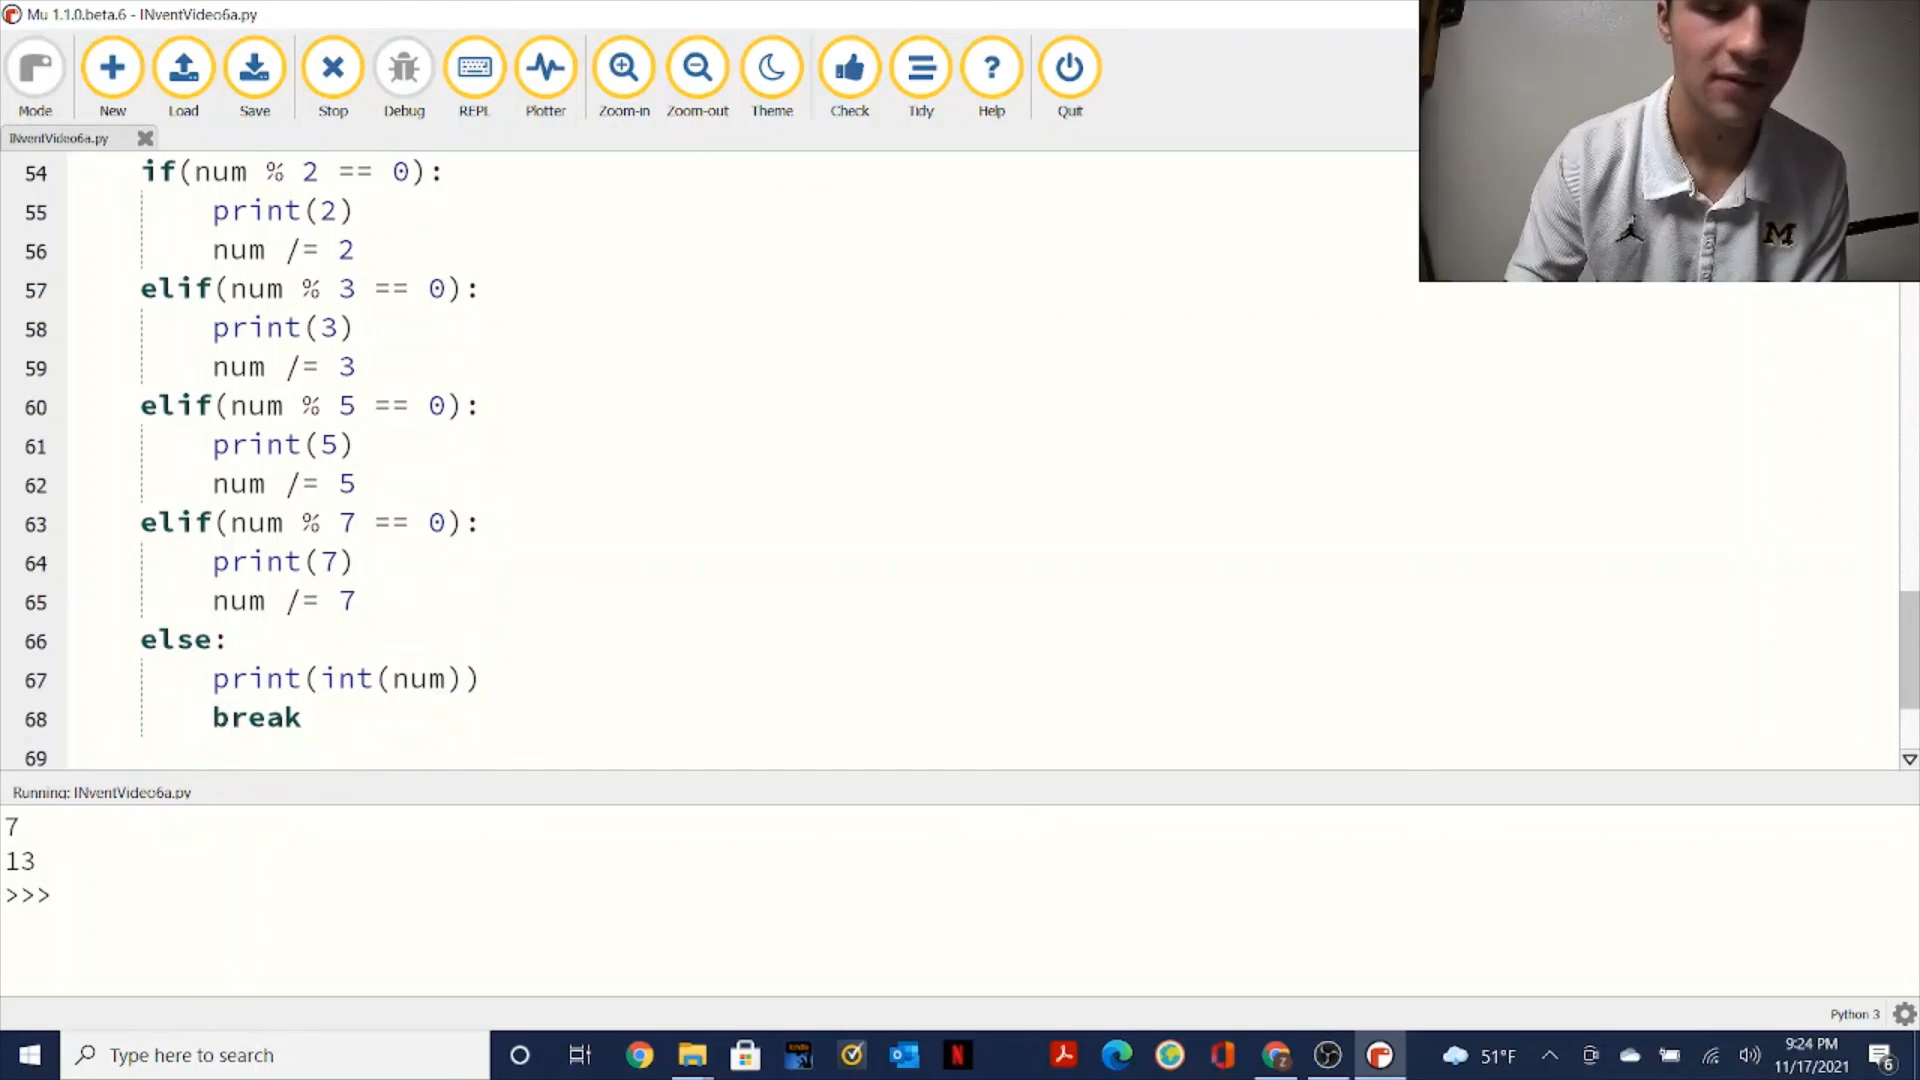 Mu 1.1.0.beta.6 - INventVideo6a.py
Mode New Load Save Stop Debug REPL Plotter Zoom-in Zoom-out Theme Check Tidy Help Quit
INventVideo6a.py
54 if(num % 2 == 0):
55 print(2)
56 num /= 2
57 elif(num % 3 == 0):
58 print(3)
59 num /= 3
60 elif(num % 5 == 0):
61 print(5)
62 num /= 5
63 elif(num % 7 == 0):
64 print(7)
65 num /= 7
66 else:
67 print(int(num))
68 break
69
M
Running: INventVideo6a.py
7
13
>>>
Python 3
Type here to search
51°F
9:24 PM
11/17/2021
6